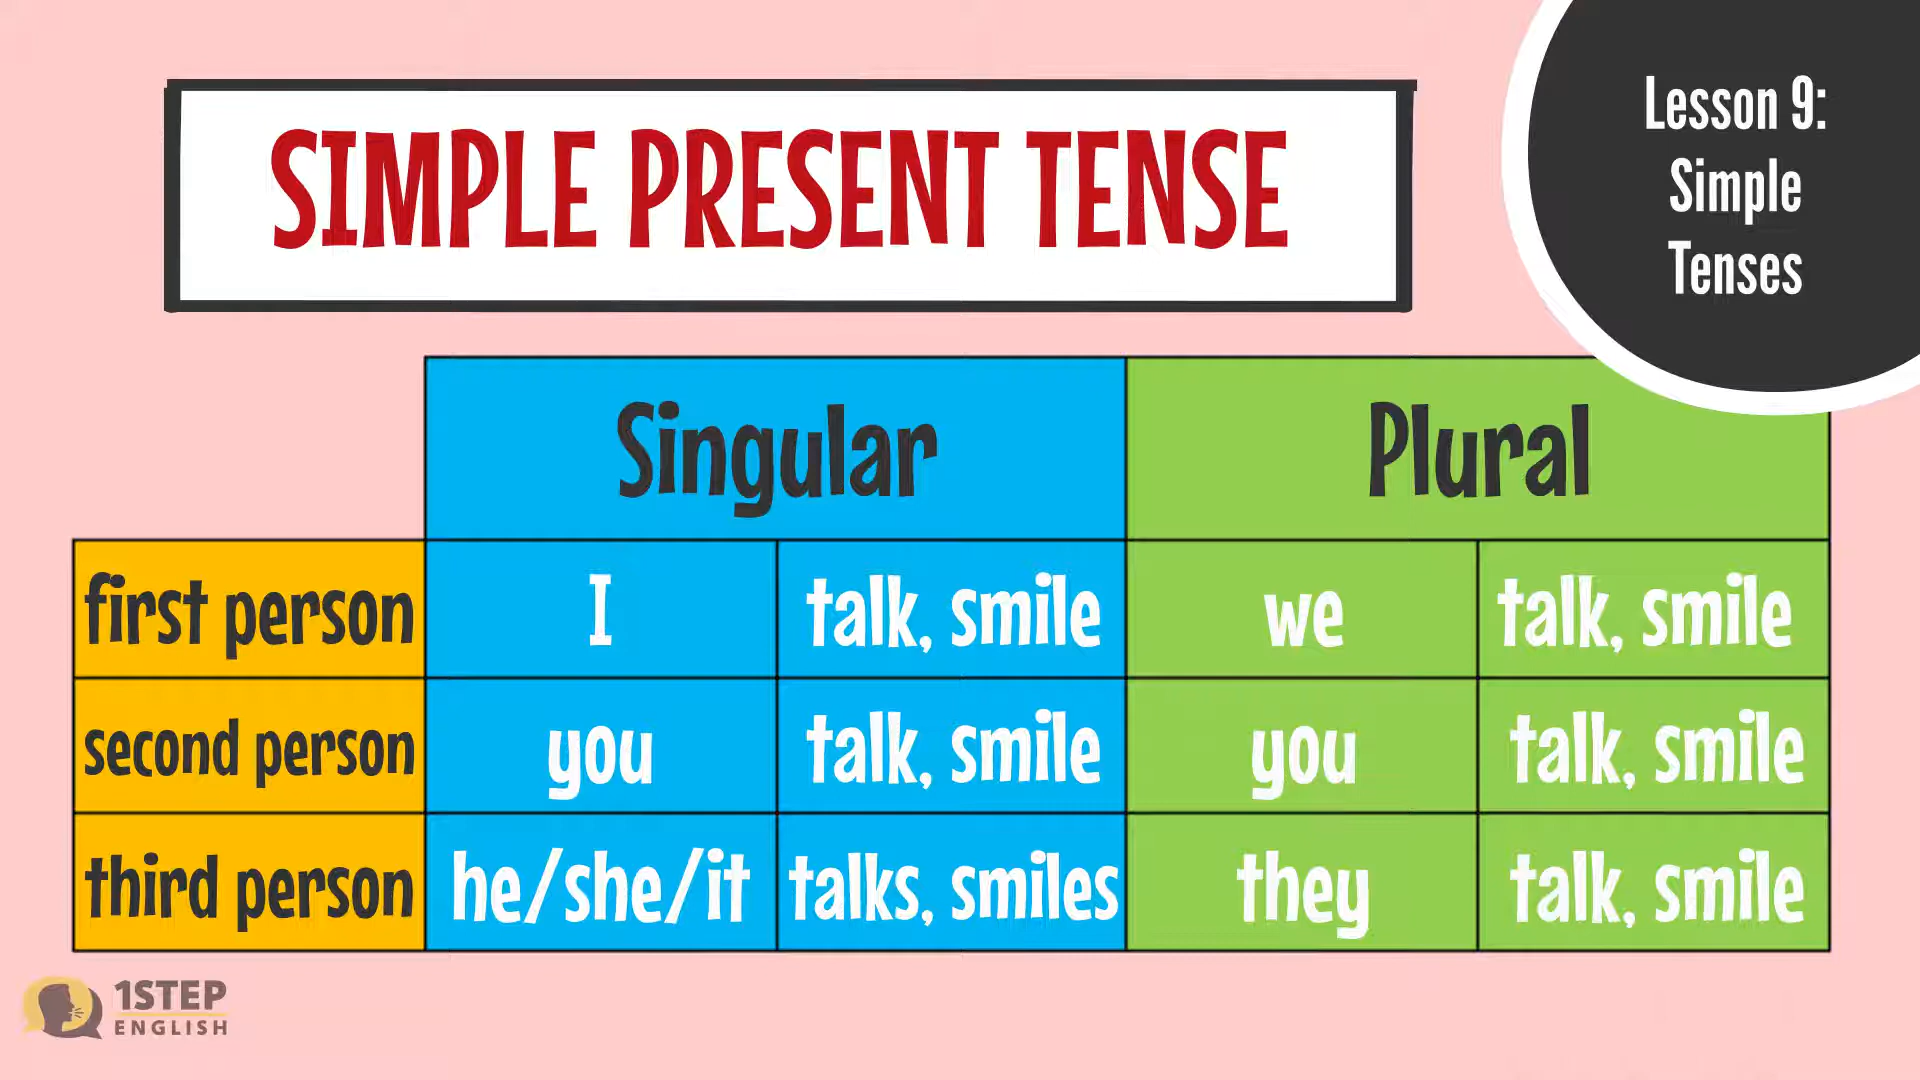 SIMPLE PRESENT TENSE
Lesson 9:
Simple
Tenses
Singular Plural
first person I talk, smile we talk, smile
second person you talk, smile you talk, smile
third person he/she/it talks, smiles they talk, smile
1STEP
ENGLISH